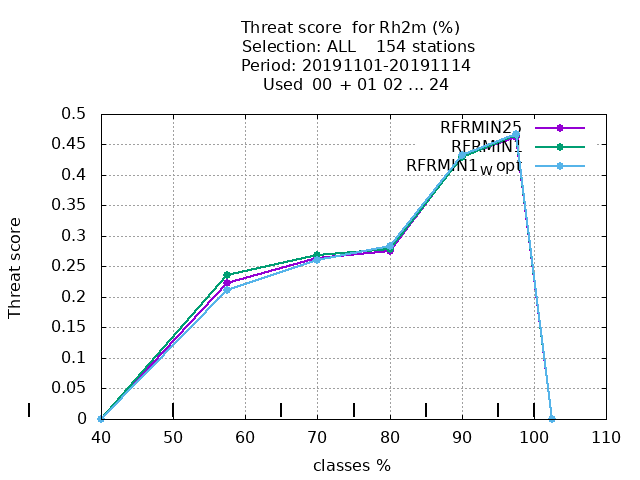 Threat score for Rh2m (%)
Selection: ALL 154 stations
Period: 20191101-20191114
Used 00 + 01 02 ... 24
0.5
0.45
0.4
0.35
0.3
0.25
0.2
0.15
0.1
0.05
0
Threat score
RFRMIN25
RFRMIN1
RFRMIN1W opt
40 50 60 70 80 90 100 110
classes %